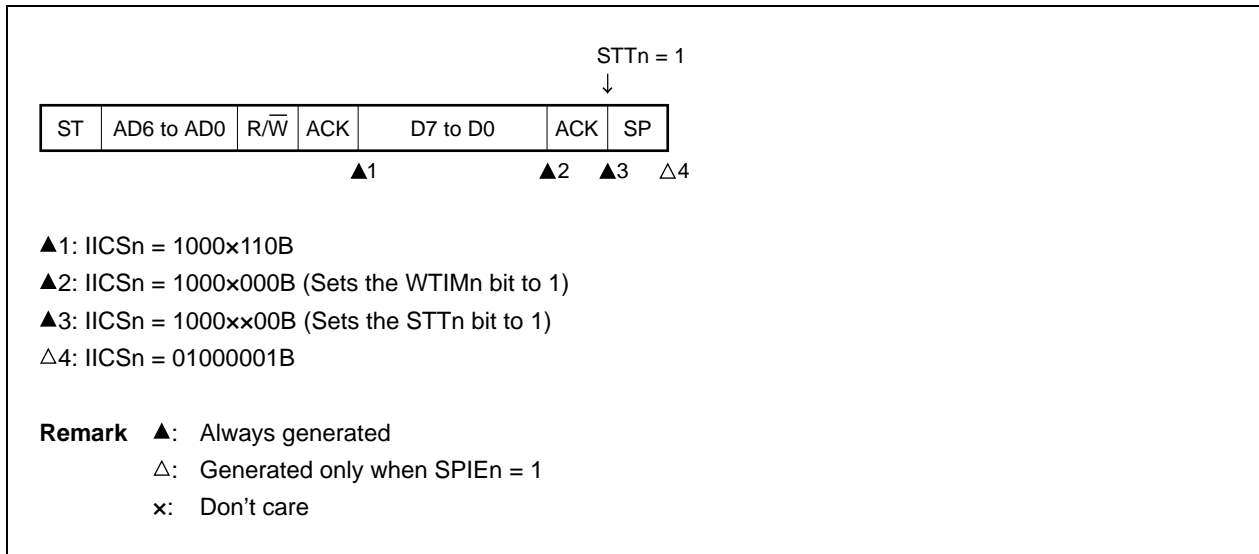 STTn = 1
↓
ST AD6 to AD0 R/W̅ ACK D7 to D0 ACK SP
▲1 ▲2 ▲3 △4
▲1: IICSn = 1000×110B
▲2: IICSn = 1000×000B (Sets the WTIMn bit to 1)
▲3: IICSn = 1000××00B (Sets the STTn bit to 1)
△4: IICSn = 01000001B
Remark ▲: Always generated
△: Generated only when SPIEn = 1
×: Don't care